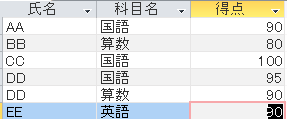 氏名 科目名 得点
AA 国語 90
BB 算数 80
CC 国語 100
DD 国語 95
DD 算数 90
EE 英語 90